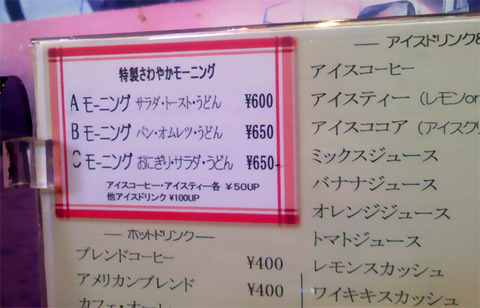 特製さわやかモーニング
A モーニング サラダ・トースト・うどん ¥600
B モーニング パン・オムレツ・うどん ¥650
C モーニング おにぎり・サラダ・うどん ¥650
アイスコーヒー・アイスティー各 ¥50UP
他アイスドリンク ¥100UP
ホットドリンク
ブレンドコーヒー ¥400
アメリカンブレンド ¥400
カフェ・オーレ
アイスドリンク&
アイスコーヒー
アイスティー (レモンor
アイスココア (アイスク
ミックスジュース
バナナジュース
オレンジジュース
トマトジュース
レモンスカッシュ
ワイキキスカッシュ